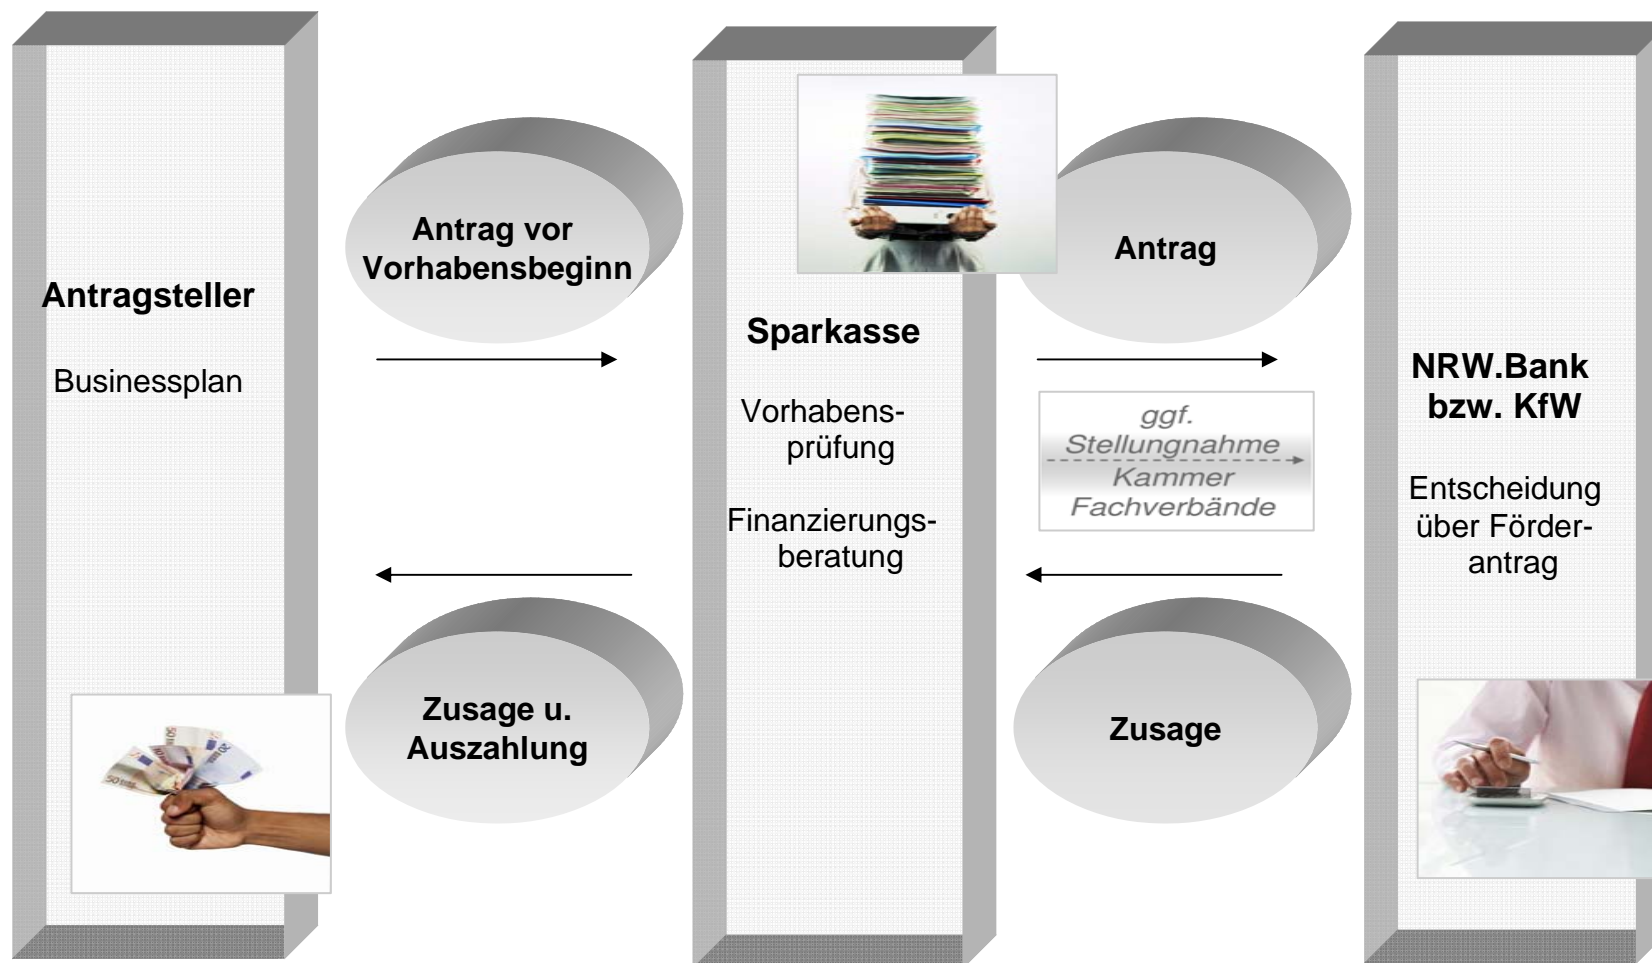 Antragsteller
Businessplan
Antrag vor
Vorhabensbeginn
Zusage u.
Auszahlung
Sparkasse
Vorhabens-
prüfung
Finanzierungs-
beratung
Antrag
ggf.
Stellungnahme
Kammer
Fachverbände
Zusage
NRW.Bank
bzw. KfW
Entscheidung
über Förder-
antrag